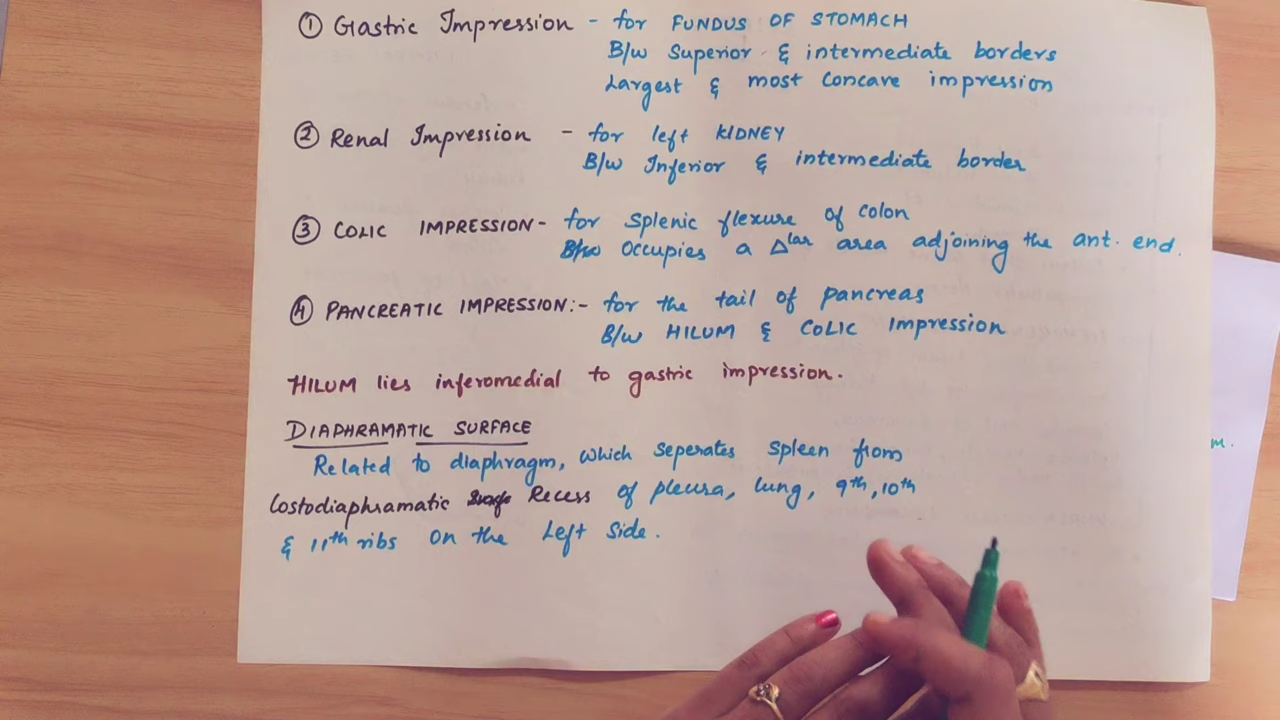 ① Gastric Impression - for FUNDUS OF STOMACH
B/w Superior & intermediate borders
Largest & most concave impression
② Renal Impression - for left KIDNEY
B/w Inferior & intermediate border
③ COLIC IMPRESSION- for splenic flexure of colon
Occupies a Δlar area adjoining the ant. end.
④ PANCREATIC IMPRESSION:- for the tail of pancreas
B/w HILUM & COLIC Impression
HILUM lies inferomedial to gastric impression.
DIAPHRAMATIC SURFACE
Related to diaphragm, which seperates spleen from
Costodiaphramatic Recess of pleura, lung, 9th, 10th
& 11th ribs on the Left side.
m.